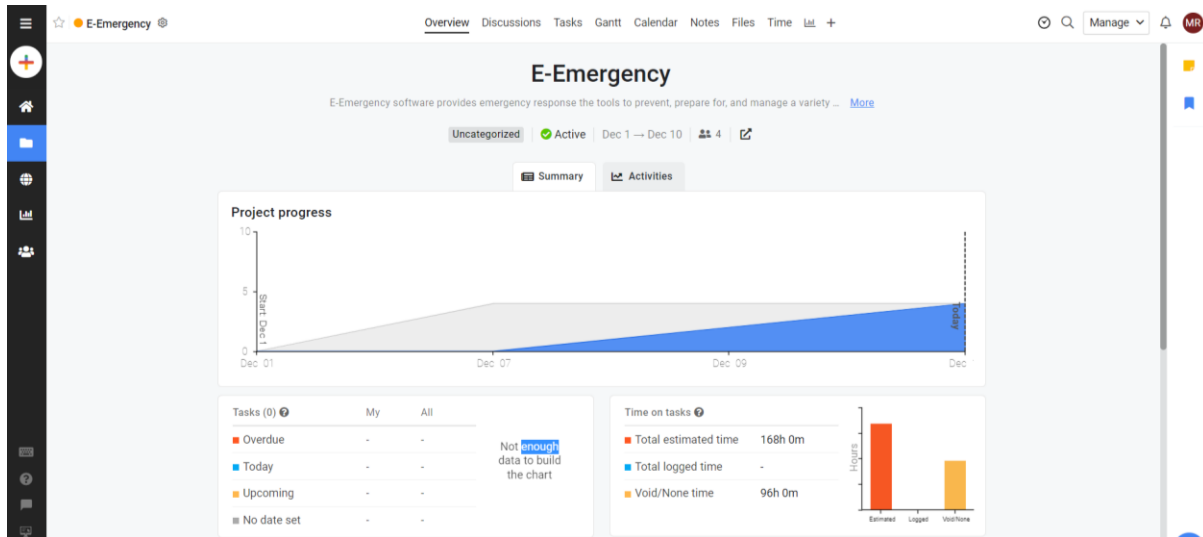 E-Emergency
Overview Discussions Tasks Gantt Calendar Notes Files Time
Manage
MR
E-Emergency
E-Emergency software provides emergency response the tools to prevent, prepare for, and manage a variety ... More
Uncategorized Active Dec 1 → Dec 10 4
Summary Activities
Project progress
10
5
0
Start: Dec 1
Today
Dec 01 Dec 07 Dec 09 Dec
Tasks (0) My All
Overdue - -
Today - -
Upcoming - -
No date set - -
Not enough
data to build
the chart
Time on tasks
Total estimated time 168h 0m
Total logged time -
Void/None time 96h 0m
Hours
Estimated Logged Void/None